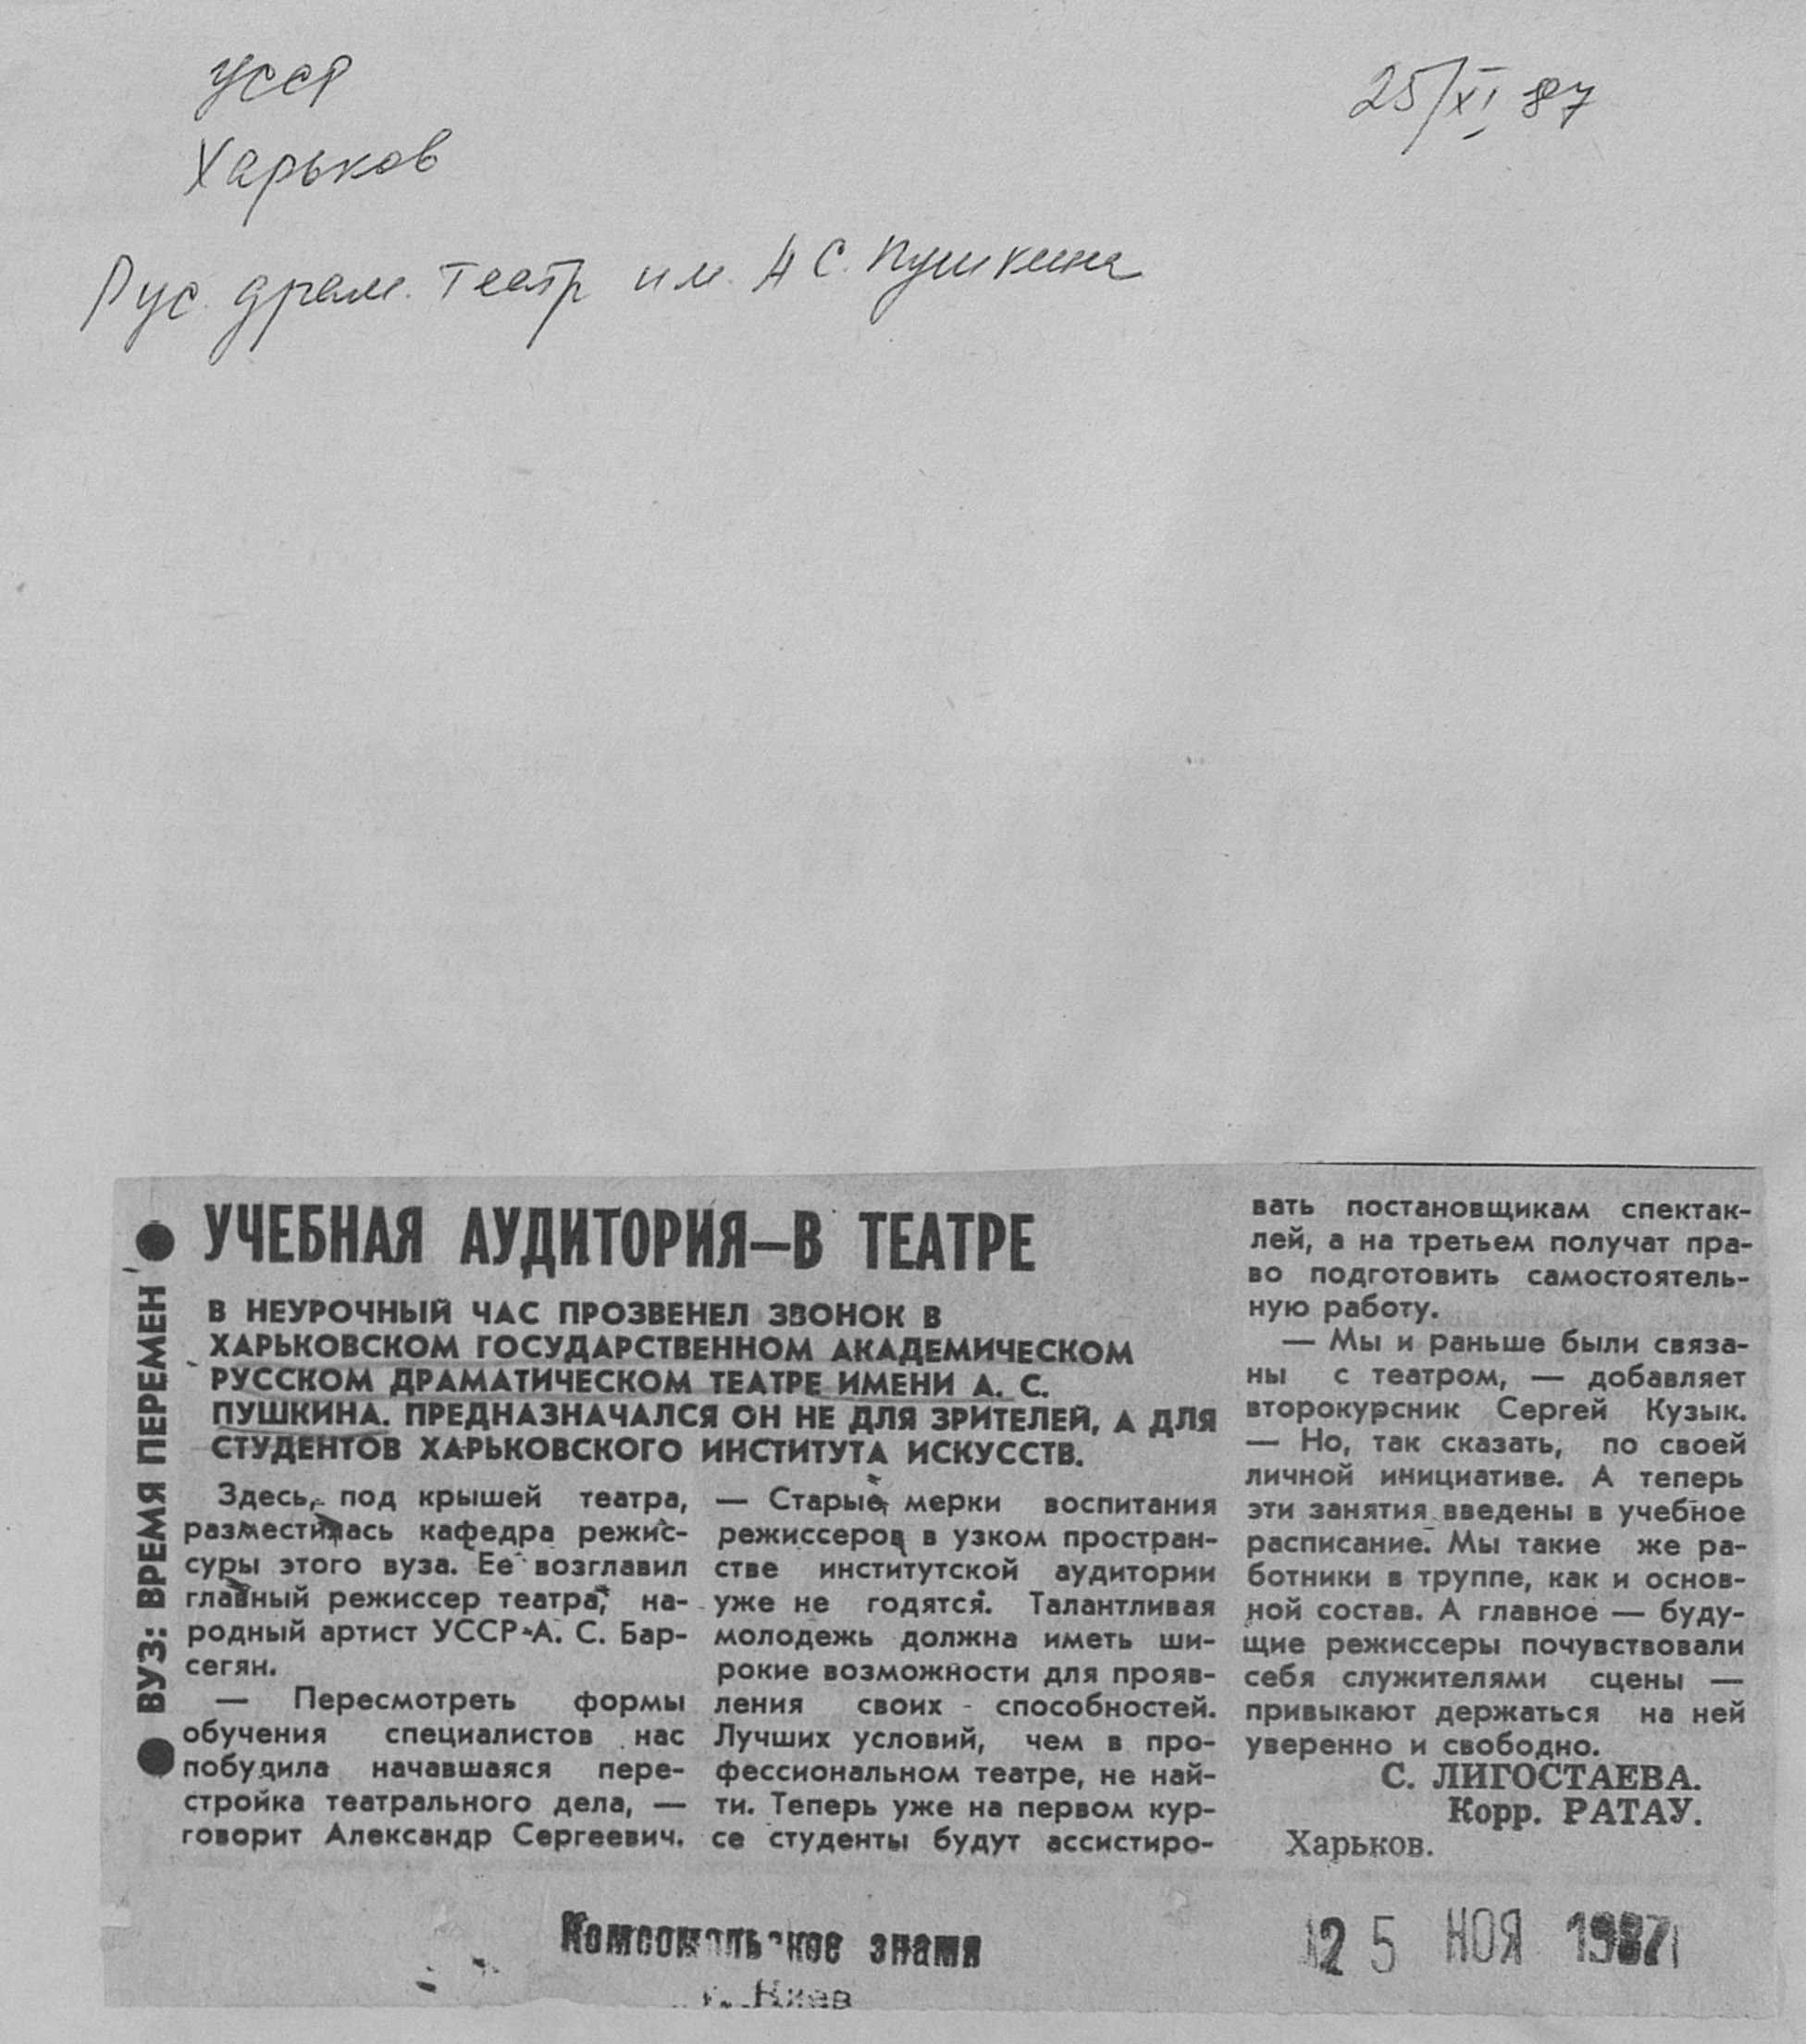 УССР
25/XI 87
Харьков
Рус. драм. театр им. А С. Пушкина
● ВУЗ: ВРЕМЯ ПЕРЕМЕН ●
УЧЕБНАЯ АУДИТОРИЯ—В ТЕАТРЕ
В НЕУРОЧНЫЙ ЧАС ПРОЗВЕНЕЛ ЗВОНОК В
ХАРЬКОВСКОМ ГОСУДАРСТВЕННОМ АКАДЕМИЧЕСКОМ
РУССКОМ ДРАМАТИЧЕСКОМ ТЕАТРЕ ИМЕНИ А. С.
ПУШКИНА. ПРЕДНАЗНАЧАЛСЯ ОН НЕ ДЛЯ ЗРИТЕЛЕЙ, А ДЛЯ
СТУДЕНТОВ ХАРЬКОВСКОГО ИНСТИТУТА ИСКУССТВ.
Здесь, под крышей театра,
разместилась кафедра режис-
суры этого вуза. Ее возглавил
главный режиссер театра, на-
родный артист УССР А. С. Бар-
сегян.
— Пересмотреть формы
обучения специалистов нас
побудила начавшаяся пере-
стройка театрального дела, —
говорит Александр Сергеевич.
— Старые мерки воспитания
режиссеров в узком простран-
стве институтской аудитории
уже не годятся. Талантливая
молодежь должна иметь ши-
рокие возможности для прояв-
ления своих способностей.
Лучших условий, чем в про-
фессиональном театре, не най-
ти. Теперь уже на первом кур-
се студенты будут ассистиро-
вать постановщикам спектак-
лей, а на третьем получат пра-
во подготовить самостоятель-
ную работу.
— Мы и раньше были связа-
ны с театром, — добавляет
второкурсник Сергей Кузык.
— Но, так сказать, по своей
личной инициативе. А теперь
эти занятия введены в учебное
расписание. Мы такие же ра-
ботники в труппе, как и основ-
ной состав. А главное — буду-
щие режиссеры почувствовали
себя служителями сцены —
привыкают держаться на ней
уверенно и свободно.
С. ЛИГОСТАЕВА.
Корр. РАТАУ.
Харьков.
Комсомольское знамя
г. Киев
25 НОЯ 1987